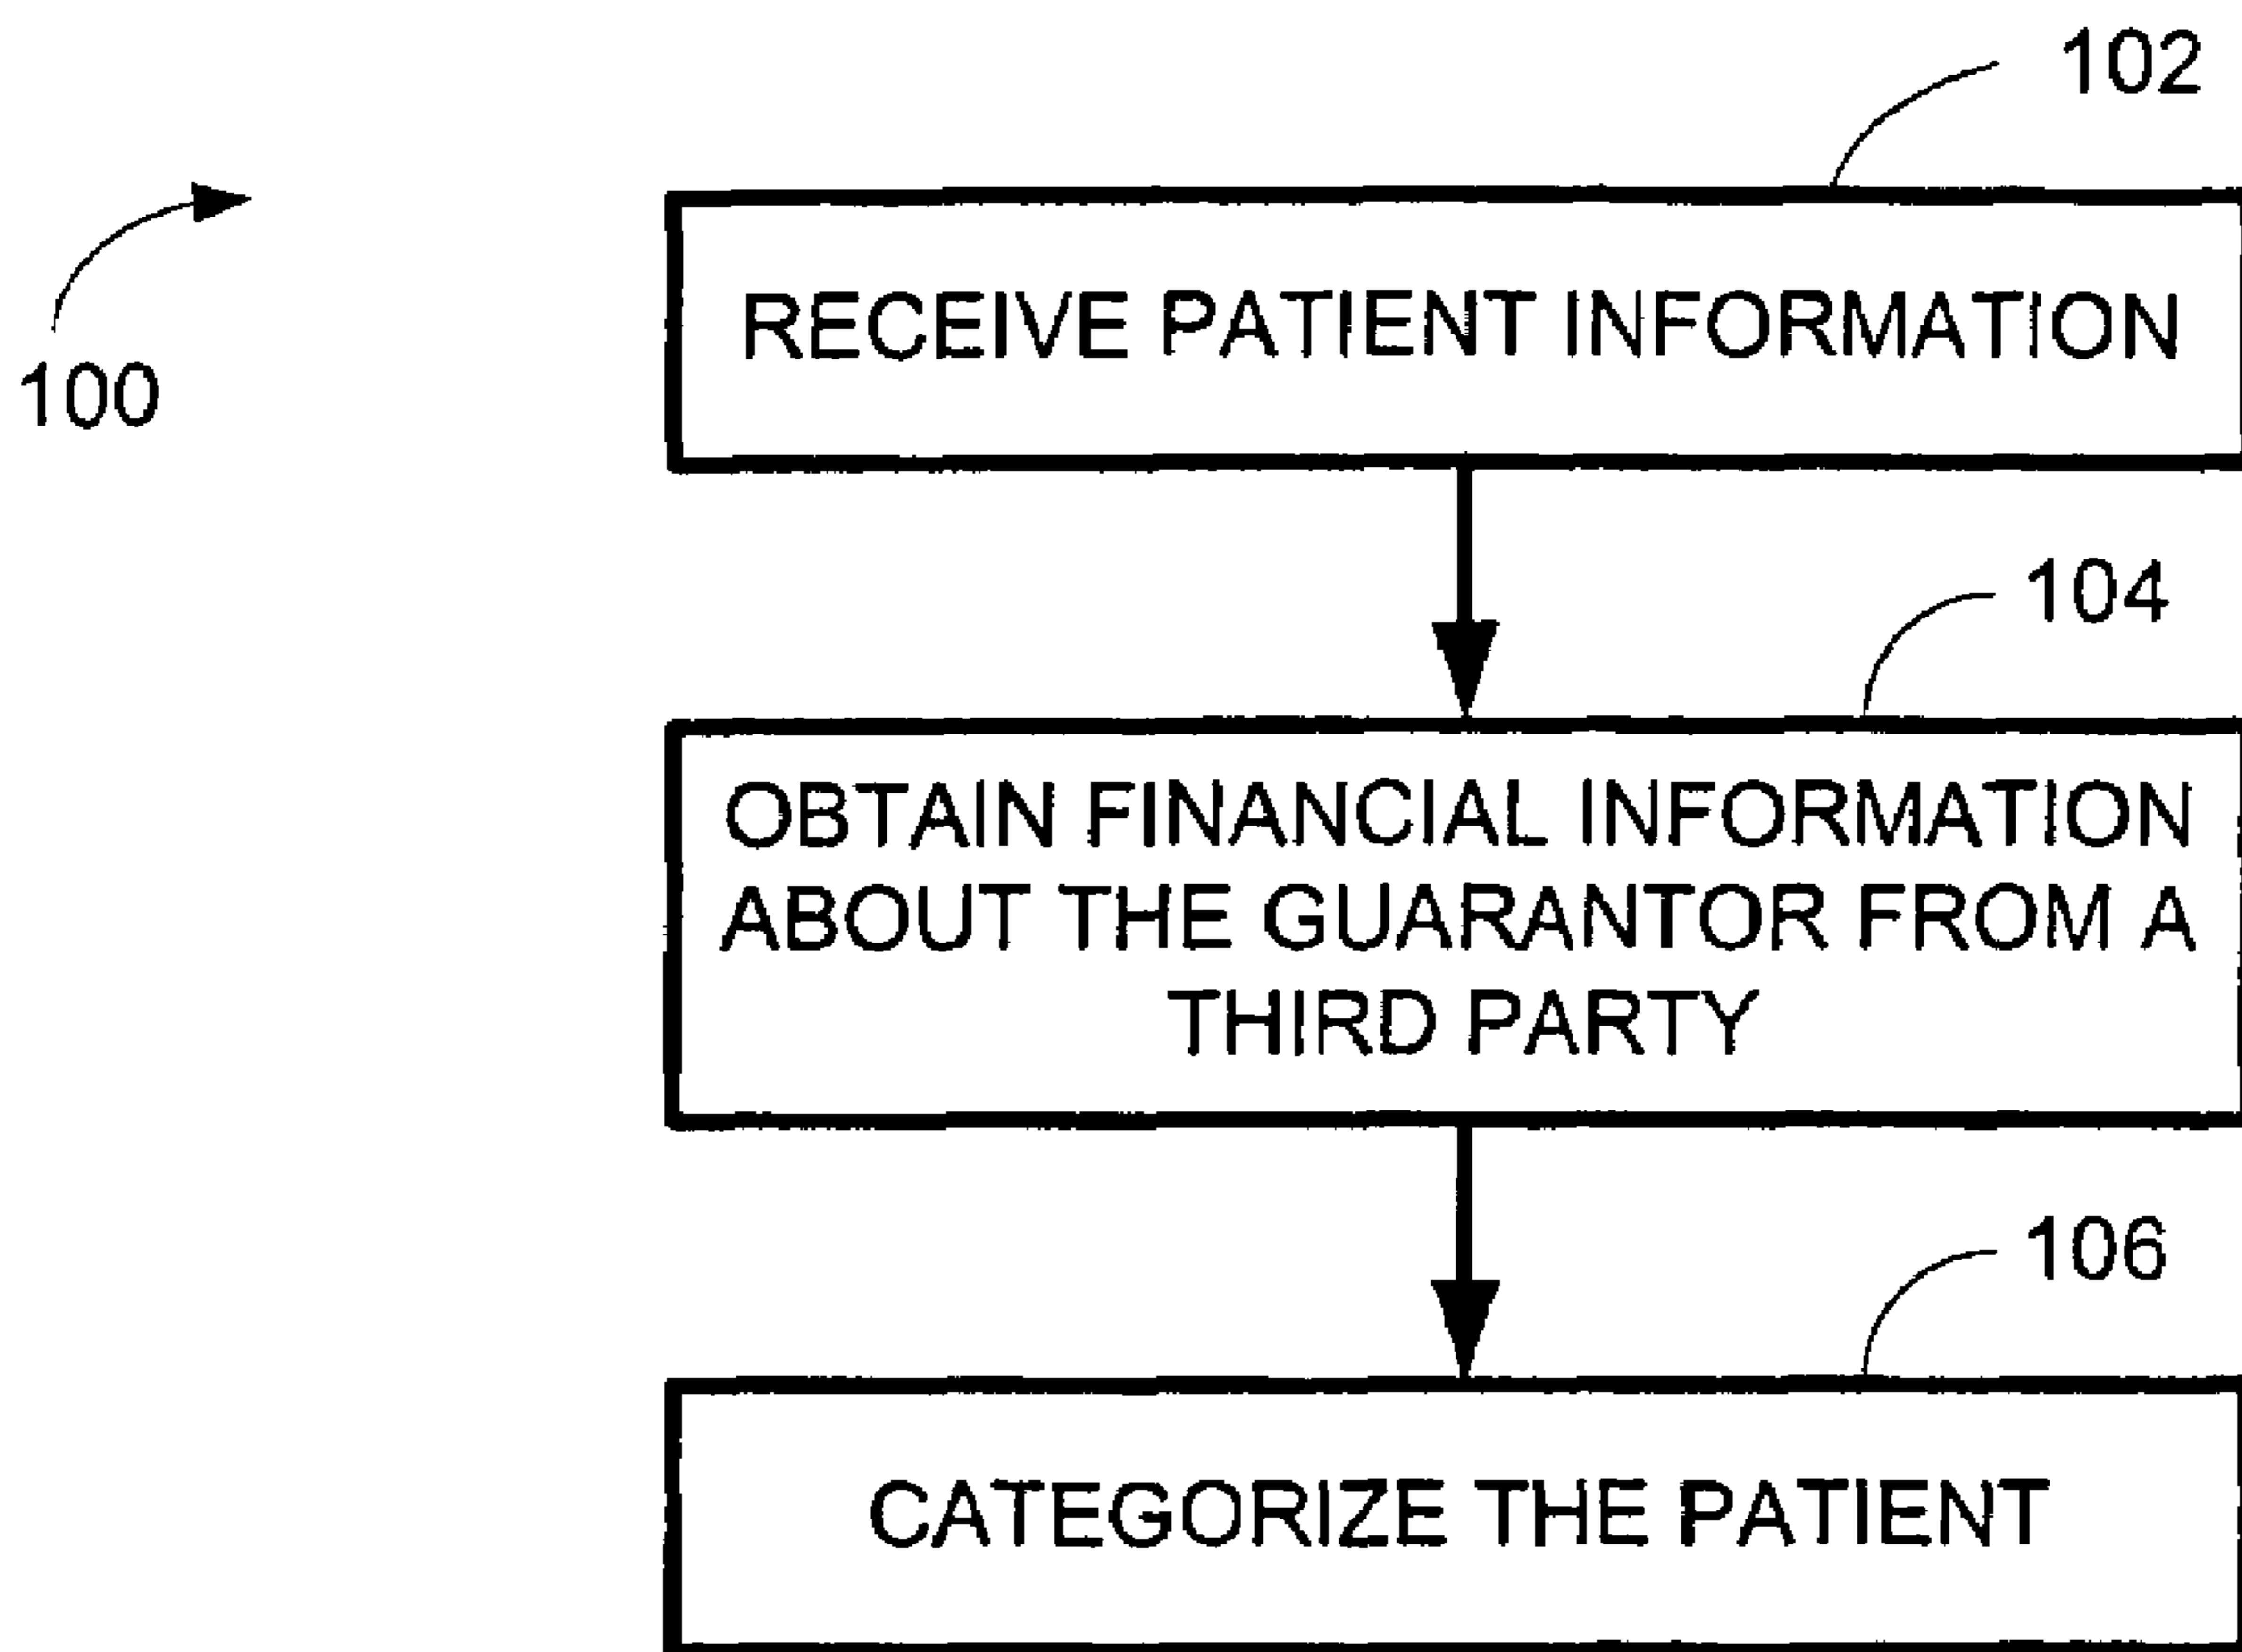 102
100
RECEIVE PATIENT INFORMATION
104
OBTAIN FINANCIAL INFORMATION
ABOUT THE GUARANTOR FROM A
THIRD PARTY
106
CATEGORIZE THE PATIENT